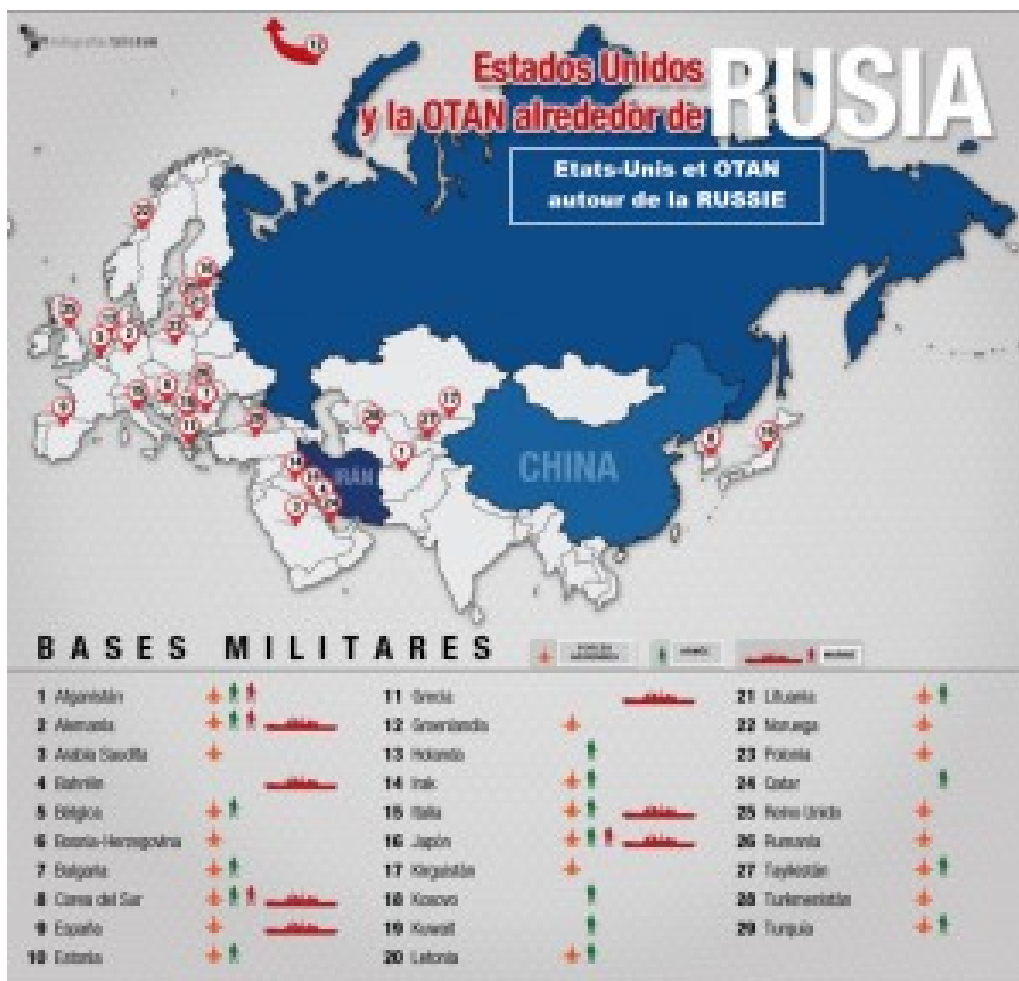 Estados Unidos
y la OTAN alrededor de RUSIA
Etats-Unis et OTAN
autour de la RUSSIE
IRÁN
CHINA
BASES MILITARES
1 Afganistán
2 Alemania
3 Arabia Saudita
4 Bahréin
5 Bélgica
6 Bosnia-Herzegovina
7 Bulgaria
8 Corea del Sur
9 España
10 Estonia
11 Grecia
12 Groenlandia
13 Holanda
14 Irak
15 Italia
16 Japón
17 Kirguistán
18 Kosovo
19 Kuwait
20 Letonia
21 Lituania
22 Noruega
23 Polonia
24 Qatar
25 Reino Unido
26 Rumania
27 Tayikistán
28 Turkmenistán
29 Turquía